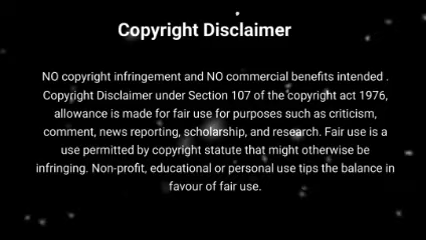 Copyright Disclaimer
NO copyright infringement and NO commercial benefits intended .
Copyright Disclaimer under Section 107 of the copyright act 1976,
allowance is made for fair use for purposes such as criticism,
comment, news reporting, scholarship, and research. Fair use is a
use permitted by copyright statute that might otherwise be
infringing. Non-profit, educational or personal use tips the balance in
favour of fair use.